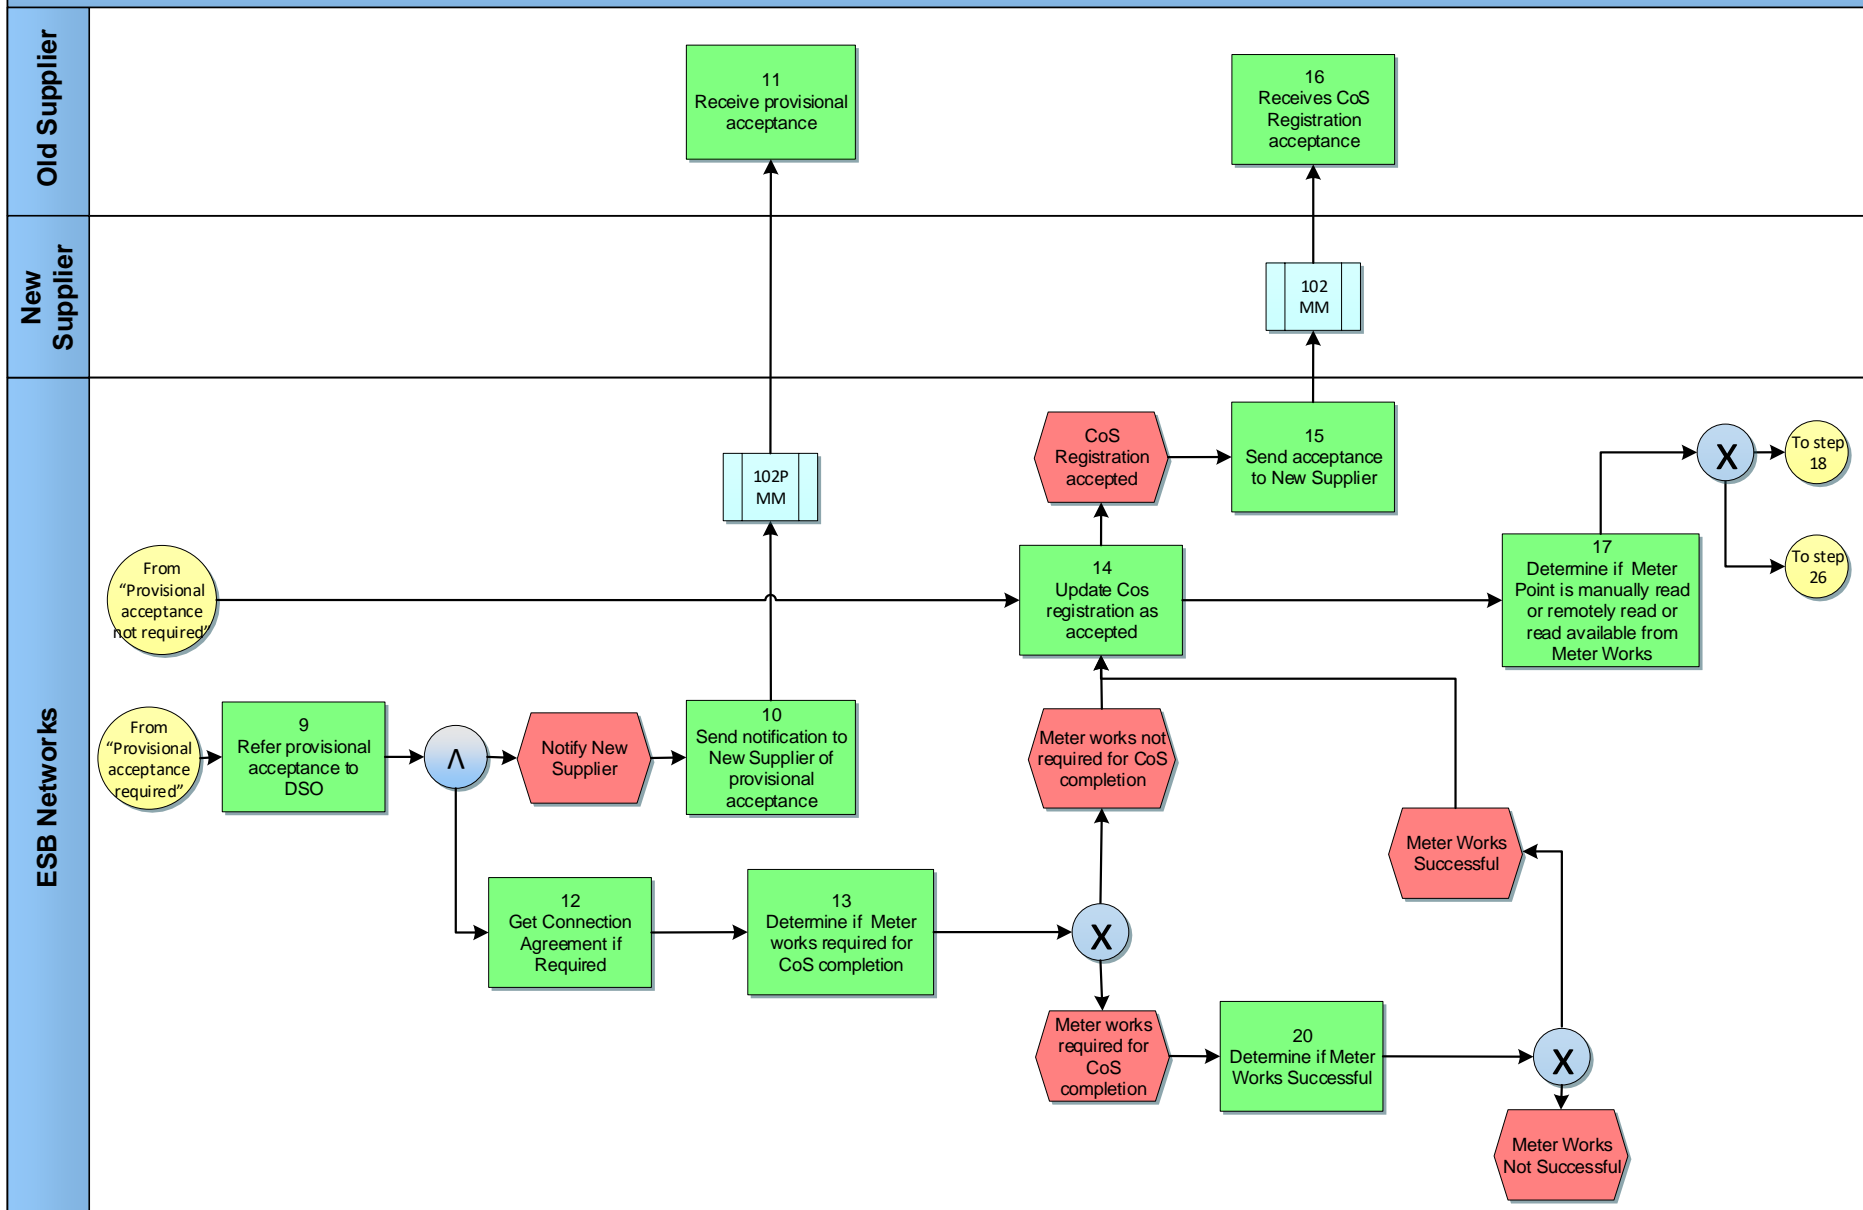 Old Supplier
11
Receive provisional
acceptance
16
Receives CoS
Registration
acceptance
New
Supplier
102
MM
ESB Networks
CoS
Registration
accepted
15
Send acceptance
to New Supplier
X
To step
18
102P
MM
From
“Provisional
acceptance
not required”
14
Update Cos
registration as
accepted
17
Determine if Meter
Point is manually read
or remotely read or
read available from
Meter Works
To step
26
From
“Provisional
acceptance
required”
9
Refer provisional
acceptance to
DSO
Λ
Notify New
Supplier
10
Send notification to
New Supplier of
provisional
acceptance
Meter works not
required for CoS
completion
Meter Works
Successful
12
Get Connection
Agreement if
Required
13
Determine if Meter
works required for
CoS completion
X
Meter works
required for
CoS
completion
20
Determine if Meter
Works Successful
X
Meter Works
Not Successful